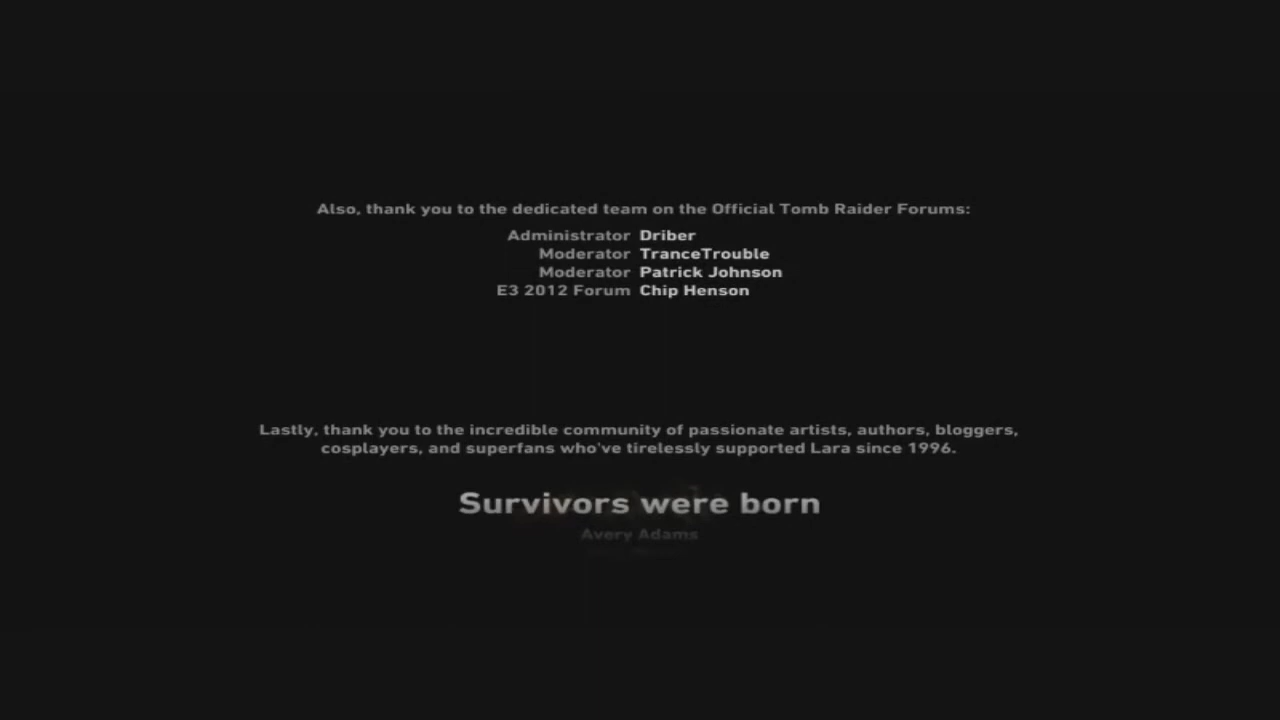 Also, thank you to the dedicated team on the Official Tomb Raider Forums:
Administrator Driber
Moderator TranceTrouble
Moderator Patrick Johnson
E3 2012 Forum Chip Henson
Lastly, thank you to the incredible community of passionate artists, authors, bloggers,
cosplayers, and superfans who've tirelessly supported Lara since 1996.
Survivors were born
Avery Adams